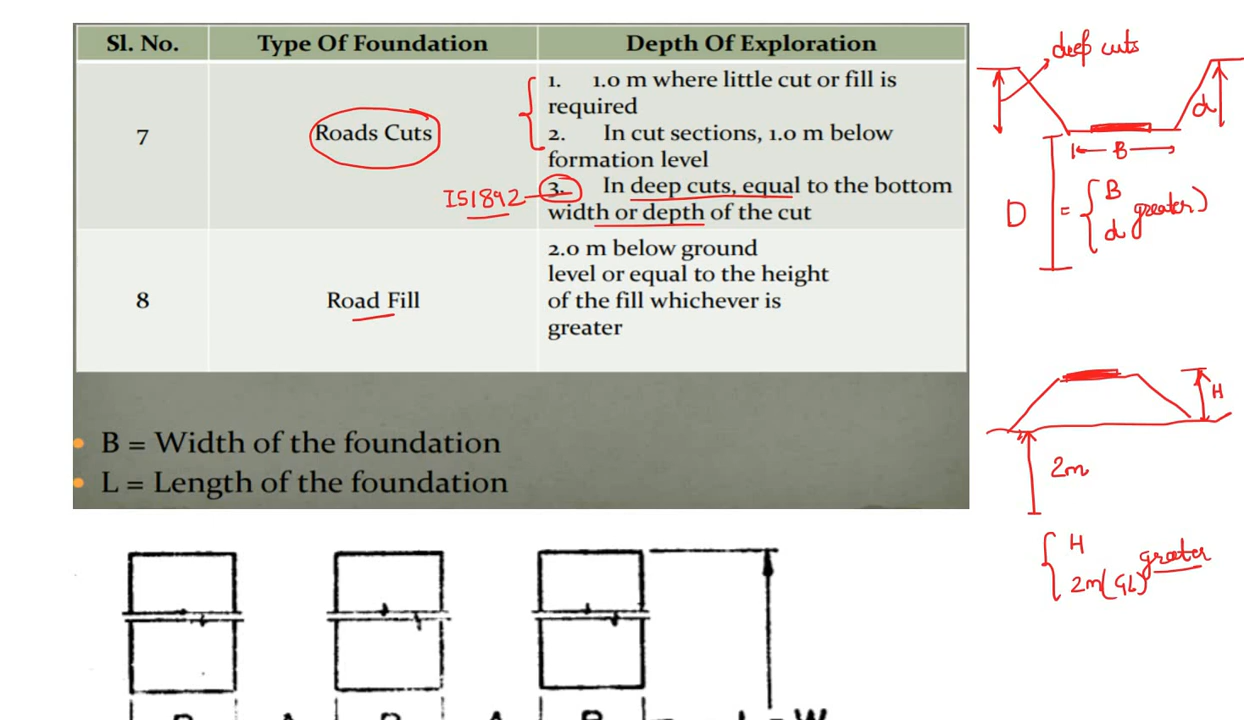 Sl. No. Type Of Foundation Depth Of Exploration
7 Roads Cuts
1. 1.0 m where little cut or fill is
required
2. In cut sections, 1.0 m below
formation level
3. In deep cuts, equal to the bottom
width or depth of the cut
IS1892
8 Road Fill
2.0 m below ground
level or equal to the height
of the fill whichever is
greater
B = Width of the foundation
L = Length of the foundation
deep cuts
d
B
D = { B
d greater)
H
2m
{ H
2m(GL) greater